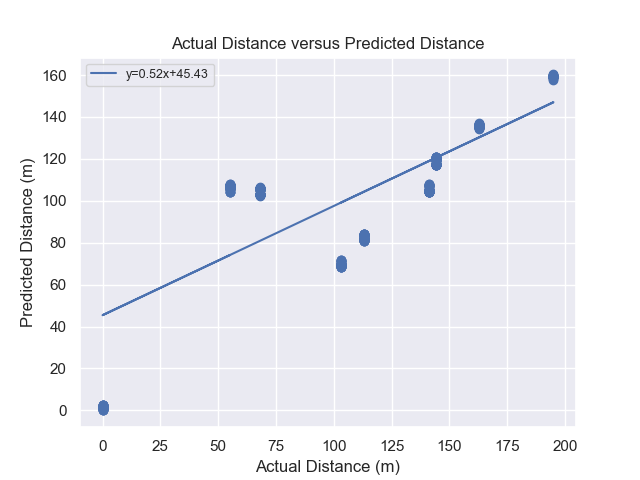 Actual Distance versus Predicted Distance
y=0.52x+45.43
160
140
120
100
80
60
40
20
0
Predicted Distance (m)
0 25 50 75 100 125 150 175 200
Actual Distance (m)